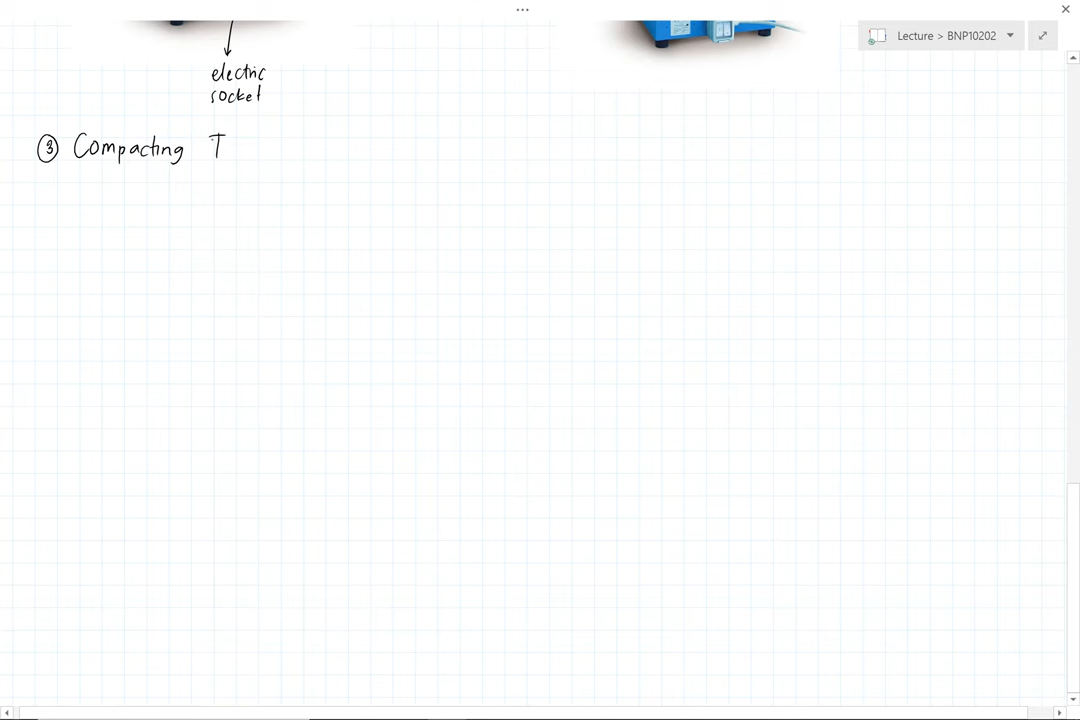 ...
Lecture > BNP10202
electric
socket
③ Compacting T